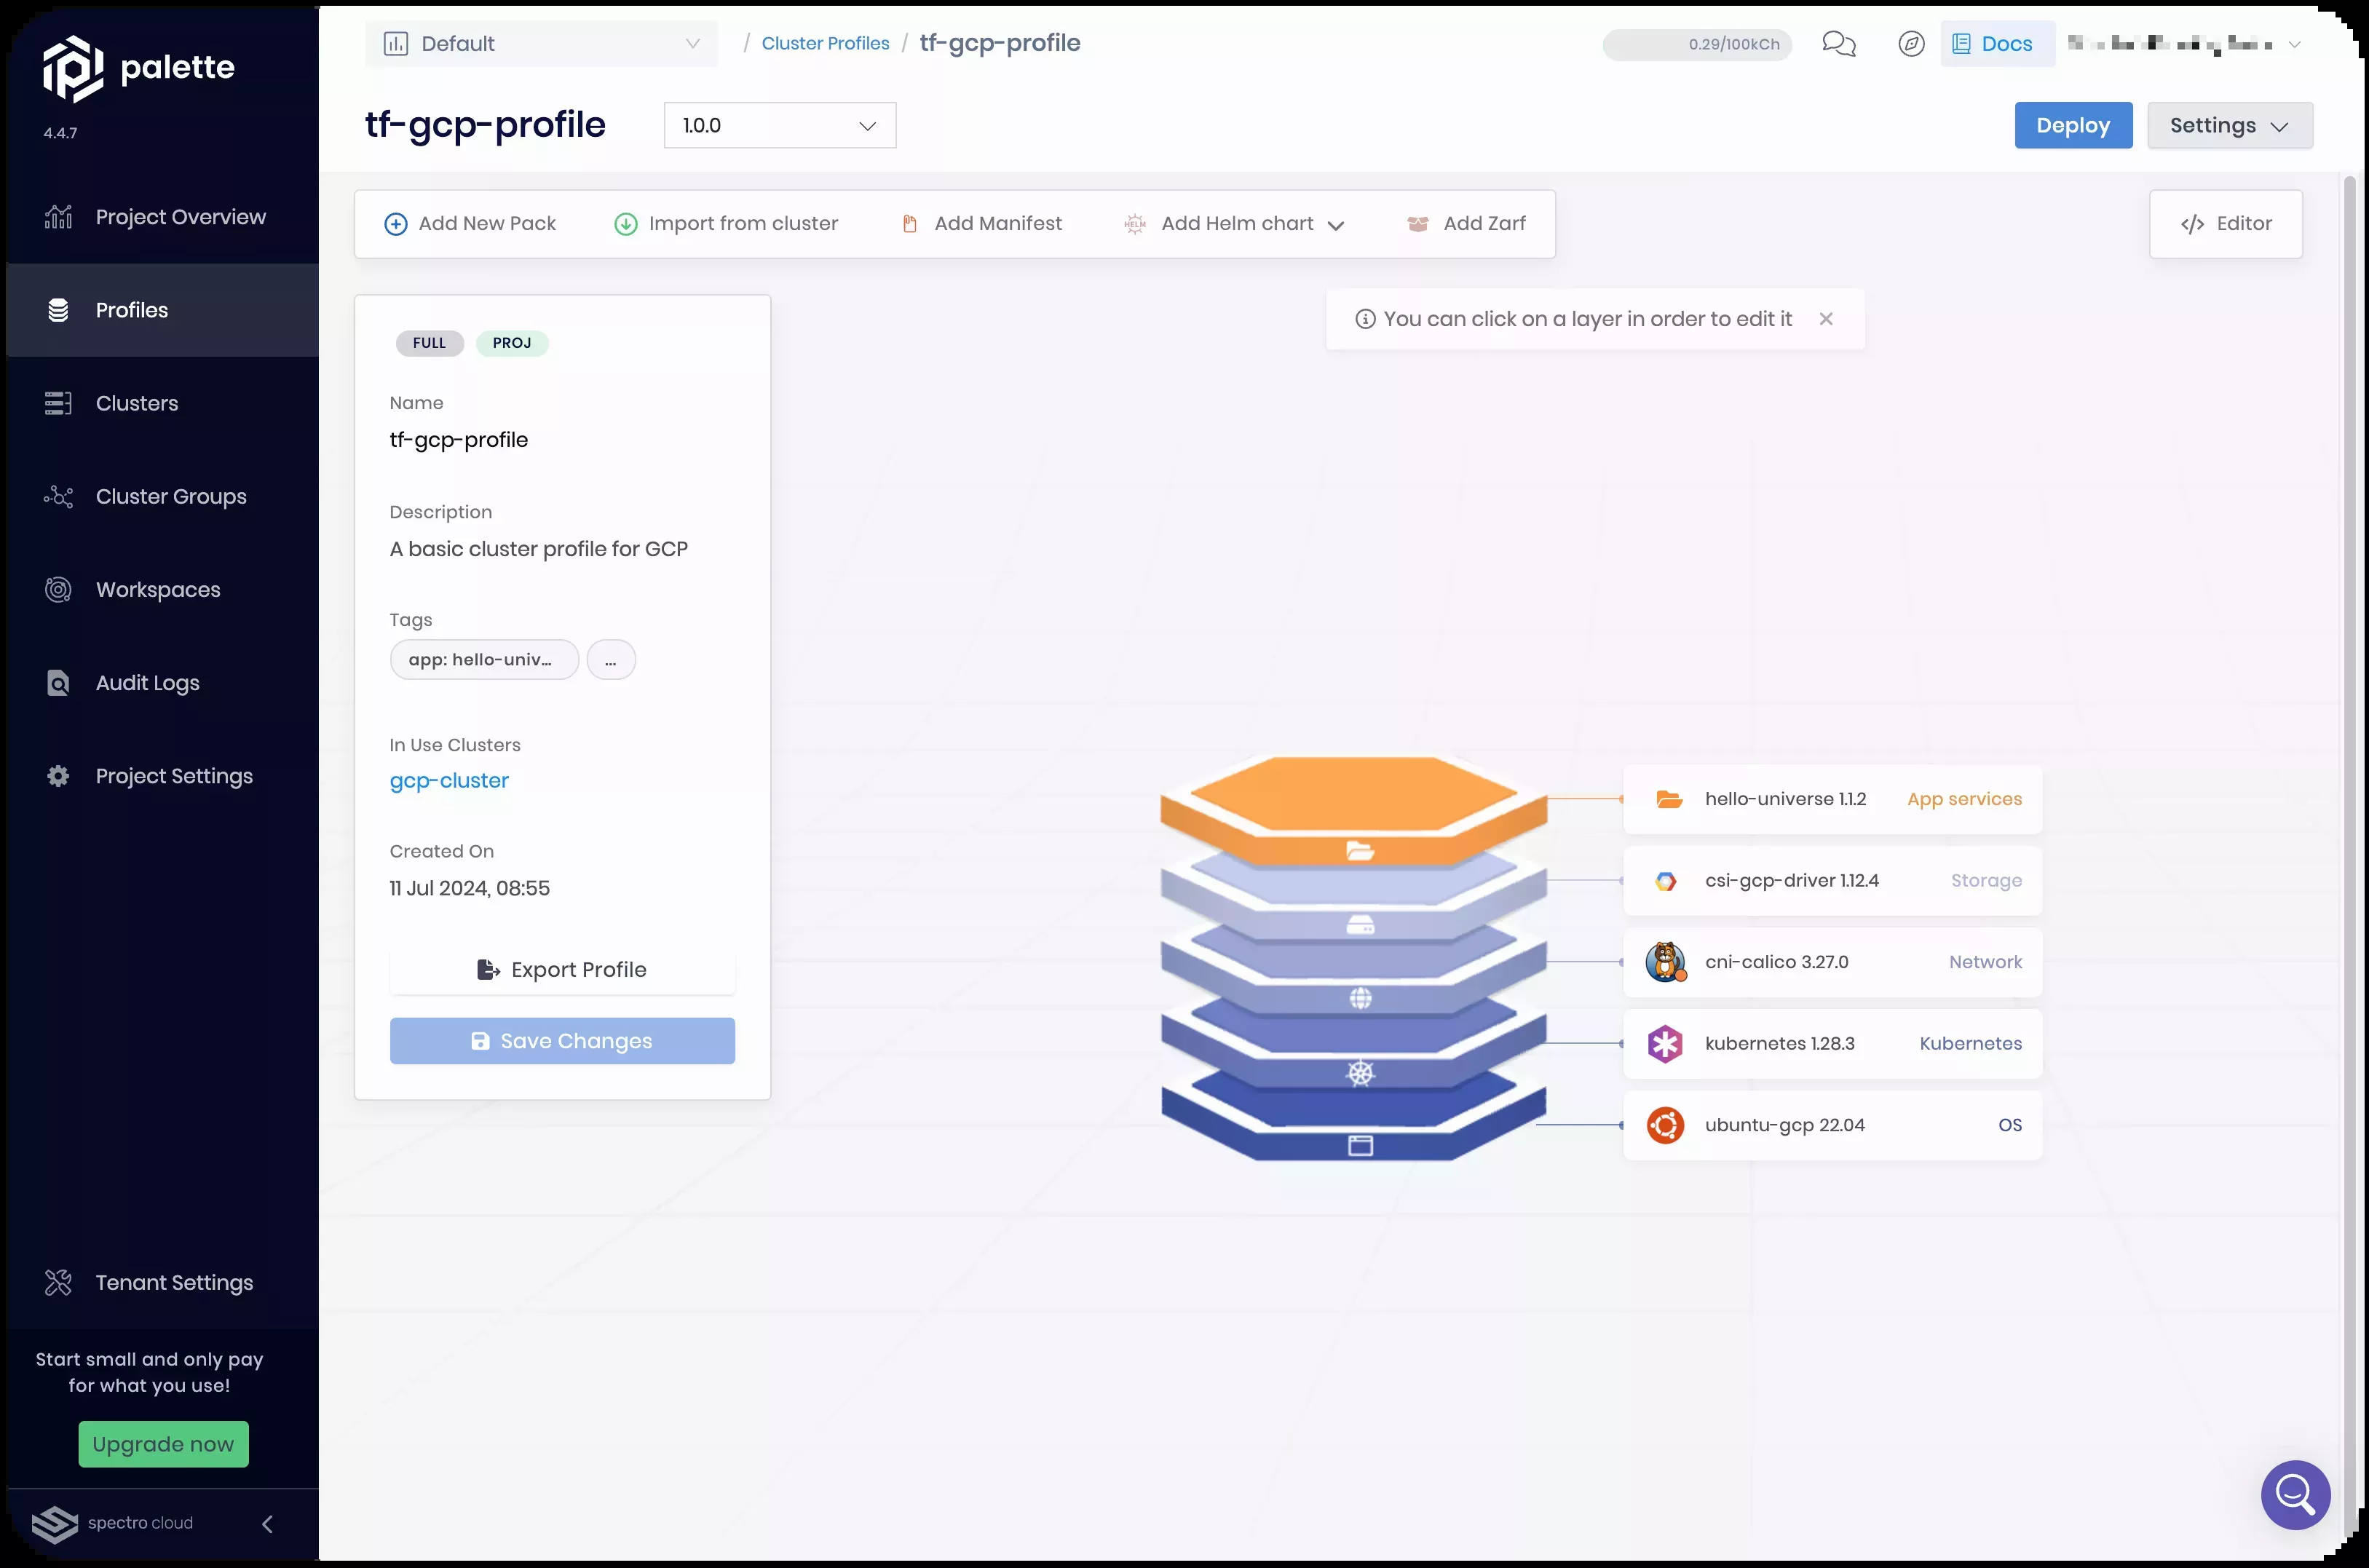 palette
4.4.7
Project Overview
Profiles
Clusters
Cluster Groups
Workspaces
Audit Logs
Project Settings
Tenant Settings
Start small and only pay
for what you use!
Upgrade now
spectro cloud
Default
/ Cluster Profiles / tf-gcp-profile
0.29/100kCh
Docs
tf-gcp-profile
1.0.0
Deploy
Settings
Add New Pack
Import from cluster
Add Manifest
HELM
Add Helm chart
Add Zarf
</> Editor
You can click on a layer in order to edit it
FULL
PROJ
Name
tf-gcp-profile
Description
A basic cluster profile for GCP
Tags
app: hello-univ...
...
In Use Clusters
gcp-cluster
Created On
11 Jul 2024, 08:55
Export Profile
Save Changes
hello-universe 1.1.2 App services
csi-gcp-driver 1.12.4 Storage
cni-calico 3.27.0 Network
kubernetes 1.28.3 Kubernetes
ubuntu-gcp 22.04 OS